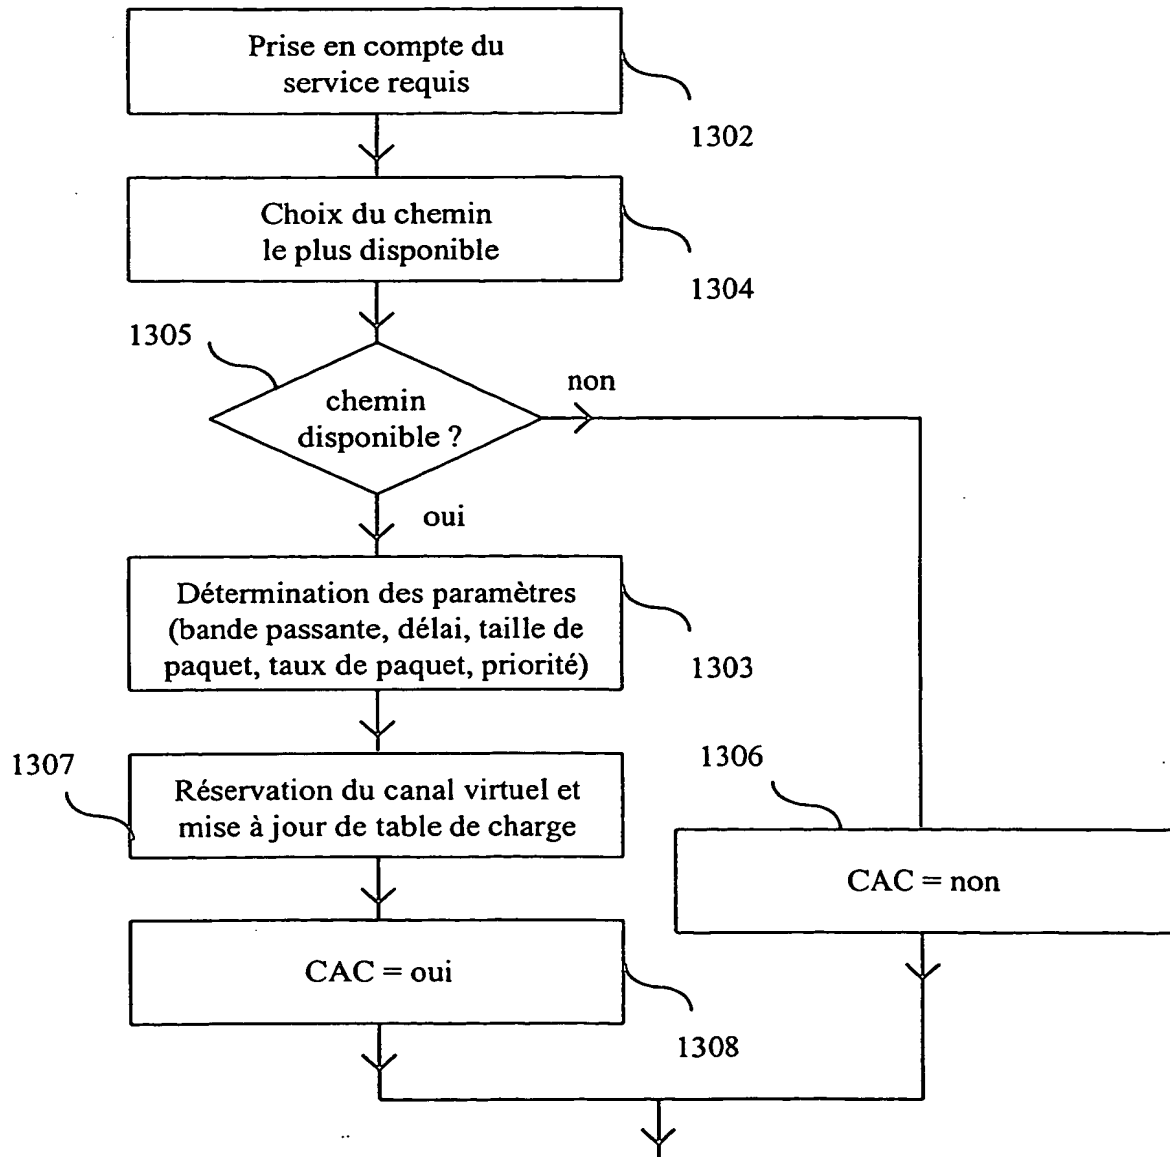 Prise en compte du
service requis
1302
Choix du chemin
le plus disponible
1304
1305
chemin
disponible ?
non
oui
Détermination des paramètres
(bande passante, délai, taille de
paquet, taux de paquet, priorité)
1303
1307
Réservation du canal virtuel et
mise à jour de table de charge
1306
CAC = non
CAC = oui
1308